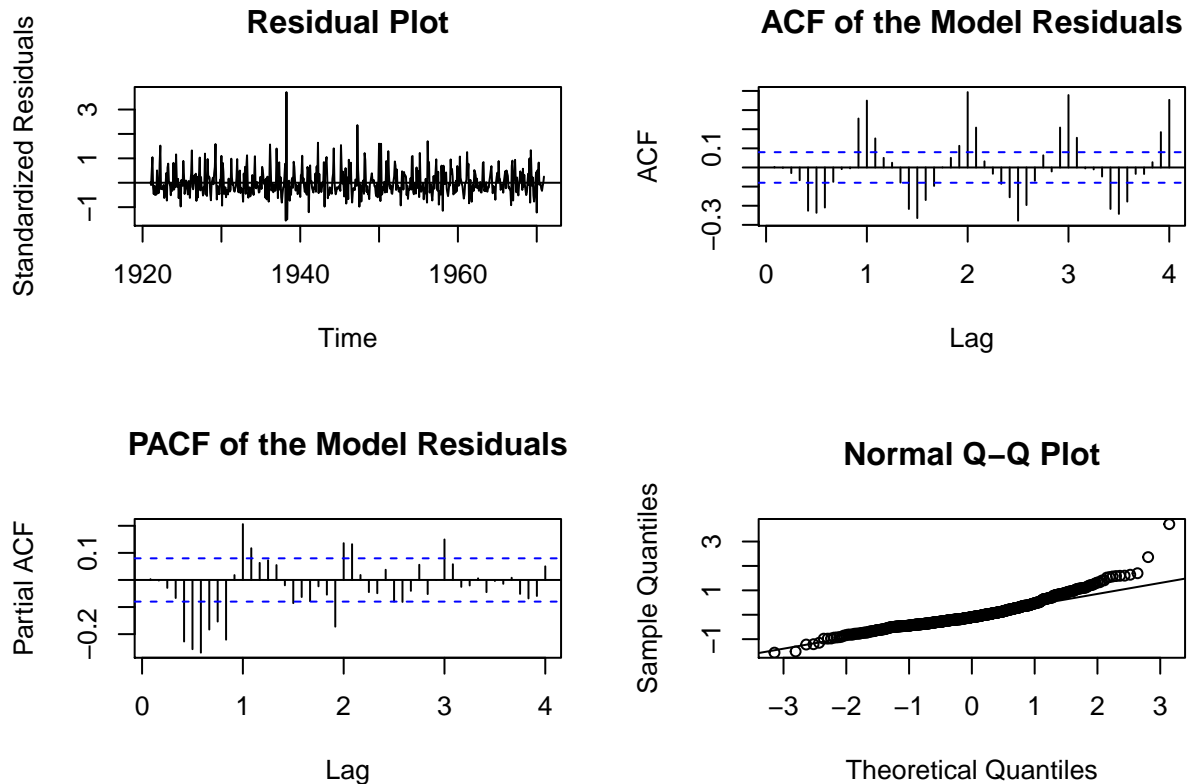 Residual Plot
Standardized Residuals
3
1
−1
1920
1940
1960
Time
ACF of the Model Residuals
ACF
0.1
−0.3
0
1
2
3
4
Lag
PACF of the Model Residuals
Partial ACF
0.1
−0.2
0
1
2
3
4
Lag
Normal Q−Q Plot
Sample Quantiles
3
1
−1
−3
−2
−1
0
1
2
3
Theoretical Quantiles